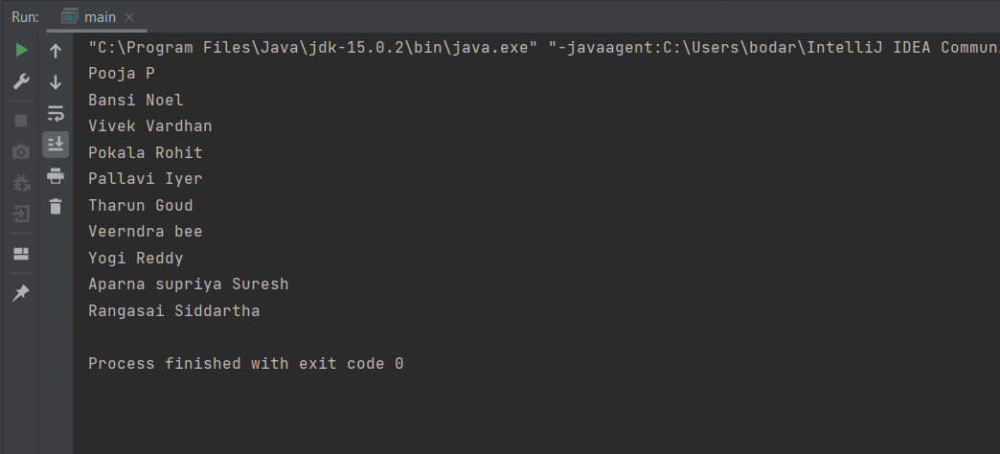 Run: main
"C:\Program Files\Java\jdk-15.0.2\bin\java.exe" "-javaagent:C:\Users\bodar\IntelliJ IDEA Commun
Pooja P
Bansi Noel
Vivek Vardhan
Pokala Rohit
Pallavi Iyer
Tharun Goud
Veerndra bee
Yogi Reddy
Aparna supriya Suresh
Rangasai Siddartha
Process finished with exit code 0